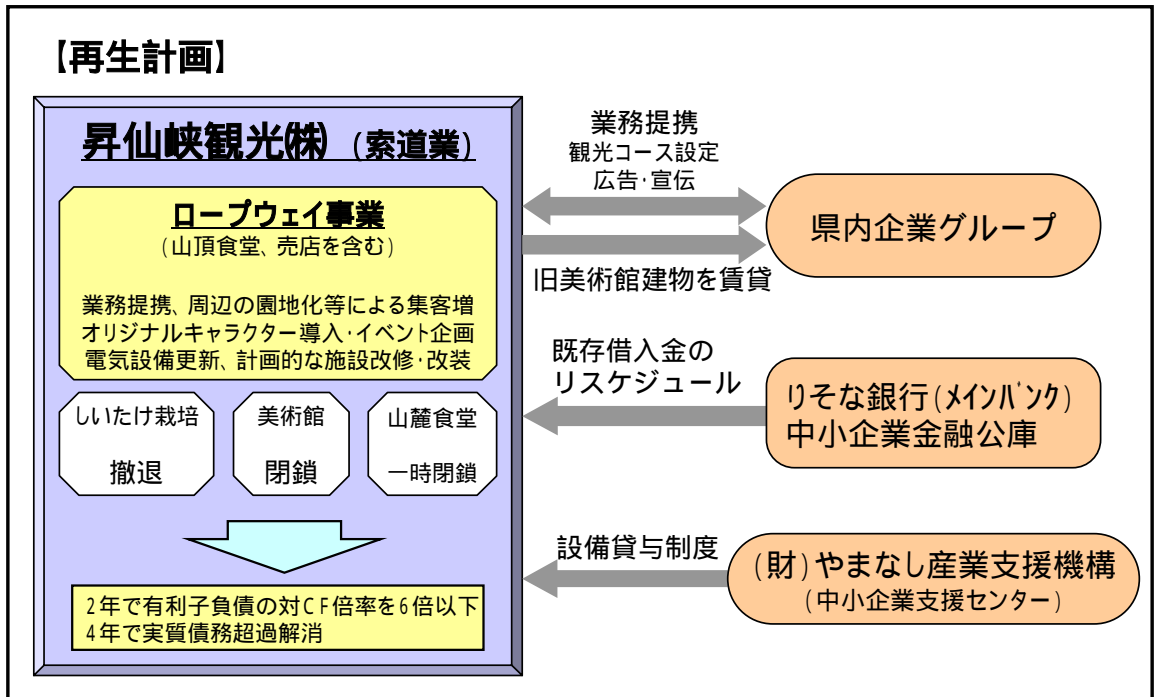 【再生計画】
昇仙峡観光㈱(索道業)
ロープウェイ事業
(山頂食堂、売店を含む)
業務提携、周辺の園地化等による集客増
オリジナルキャラクター導入・イベント企画
電気設備更新、計画的な施設改修・改装
しいたけ栽培
撤退
美術館
閉鎖
山麓食堂
一時閉鎖
2年で有利子負債の対CF倍率を6倍以下
4年で実質債務超過解消
業務提携
観光コース設定
広告・宣伝
旧美術館建物を賃貸
県内企業グループ
既存借入金の
リスケジュール
りそな銀行(メインバンク)
中小企業金融公庫
設備貸与制度
(財)やまなし産業支援機構
(中小企業支援センター)